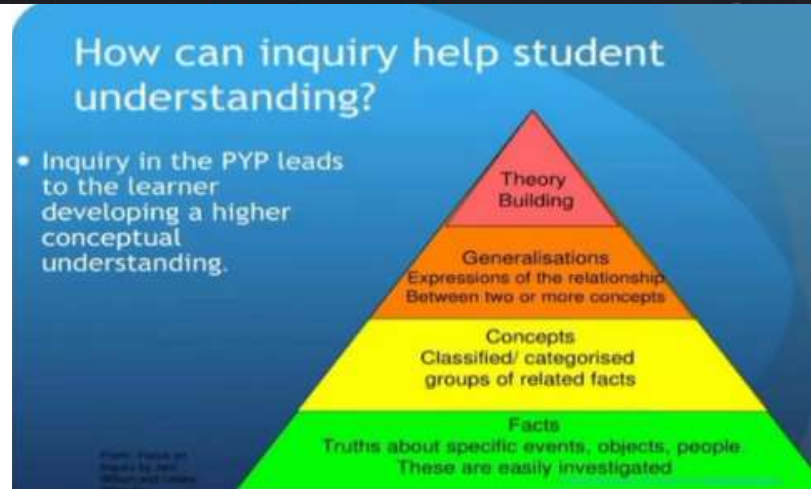 How can inquiry help student
understanding?
• Inquiry in the PYP leads
to the learner
developing a higher
conceptual
understanding.
Theory
Building
Generalisations
Expressions of the relationship
Between two or more concepts
Concepts
Classified/ categorised
groups of related facts
Facts
Truths about specific events, objects, people.
These are easily investigated